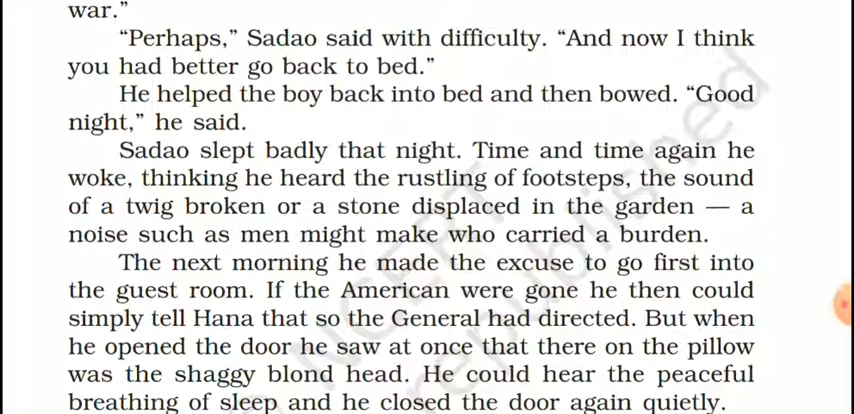 war.”
“Perhaps,” Sadao said with difficulty. “And now I think
you had better go back to bed.”
He helped the boy back into bed and then bowed. “Good
night,” he said.
Sadao slept badly that night. Time and time again he
woke, thinking he heard the rustling of footsteps, the sound
of a twig broken or a stone displaced in the garden — a
noise such as men might make who carried a burden.
The next morning he made the excuse to go first into
the guest room. If the American were gone he then could
simply tell Hana that so the General had directed. But when
he opened the door he saw at once that there on the pillow
was the shaggy blond head. He could hear the peaceful
breathing of sleep and he closed the door again quietly.
NCERT
republished